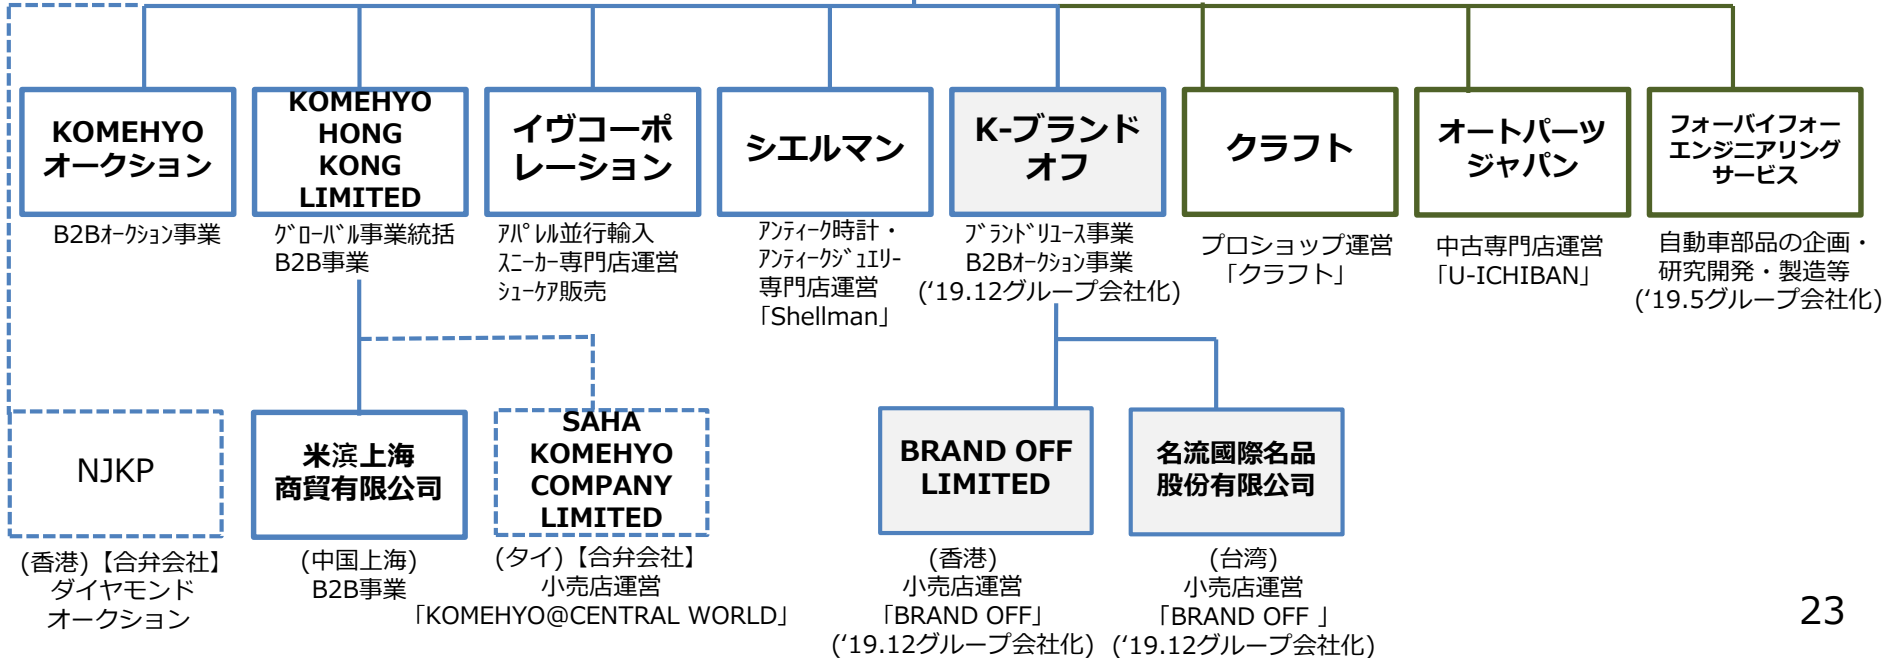 KOMEHYO
オークション
KOMEHYO
HONG
KONG
LIMITED
イヴコーポ
レーション
シエルマン
K-ブランド
オフ
クラフト
オートパーツ
ジャパン
フォーバイフォー
エンジニアリング
サービス
B2Bｵｰｸｼｮﾝ事業
ｸﾞﾛｰﾊﾞﾙ事業統括
B2B事業
ｱﾊﾟﾚﾙ並行輸入
ｽﾆｰｶｰ専門店運営
ｼｭｰｹｱ販売
ｱﾝﾃｨｰｸ時計・
ｱﾝﾃｨｰｸｼﾞｭｴﾘｰ
専門店運営
「Shellman」
ﾌﾞﾗﾝﾄﾞﾘﾕｰｽ事業
B2Bｵｰｸｼｮﾝ事業
(‘19.12グループ会社化)
プロショップ運営
「クラフト」
中古専門店運営
「U-ICHIBAN」
自動車部品の企画・
研究開発・製造等
(‘19.5グループ会社化)
NJKP
米滨上海
商貿有限公司
SAHA
KOMEHYO
COMPANY
LIMITED
BRAND OFF
LIMITED
名流國際名品
股份有限公司
(香港)【合弁会社】
ダイヤモンド
オークション
(中国上海)
B2B事業
(タイ)【合弁会社】
小売店運営
「KOMEHYO@CENTRAL WORLD」
(香港)
小売店運営
「BRAND OFF」
(‘19.12グループ会社化)
(台湾)
小売店運営
「BRAND OFF 」
(‘19.12グループ会社化)
23